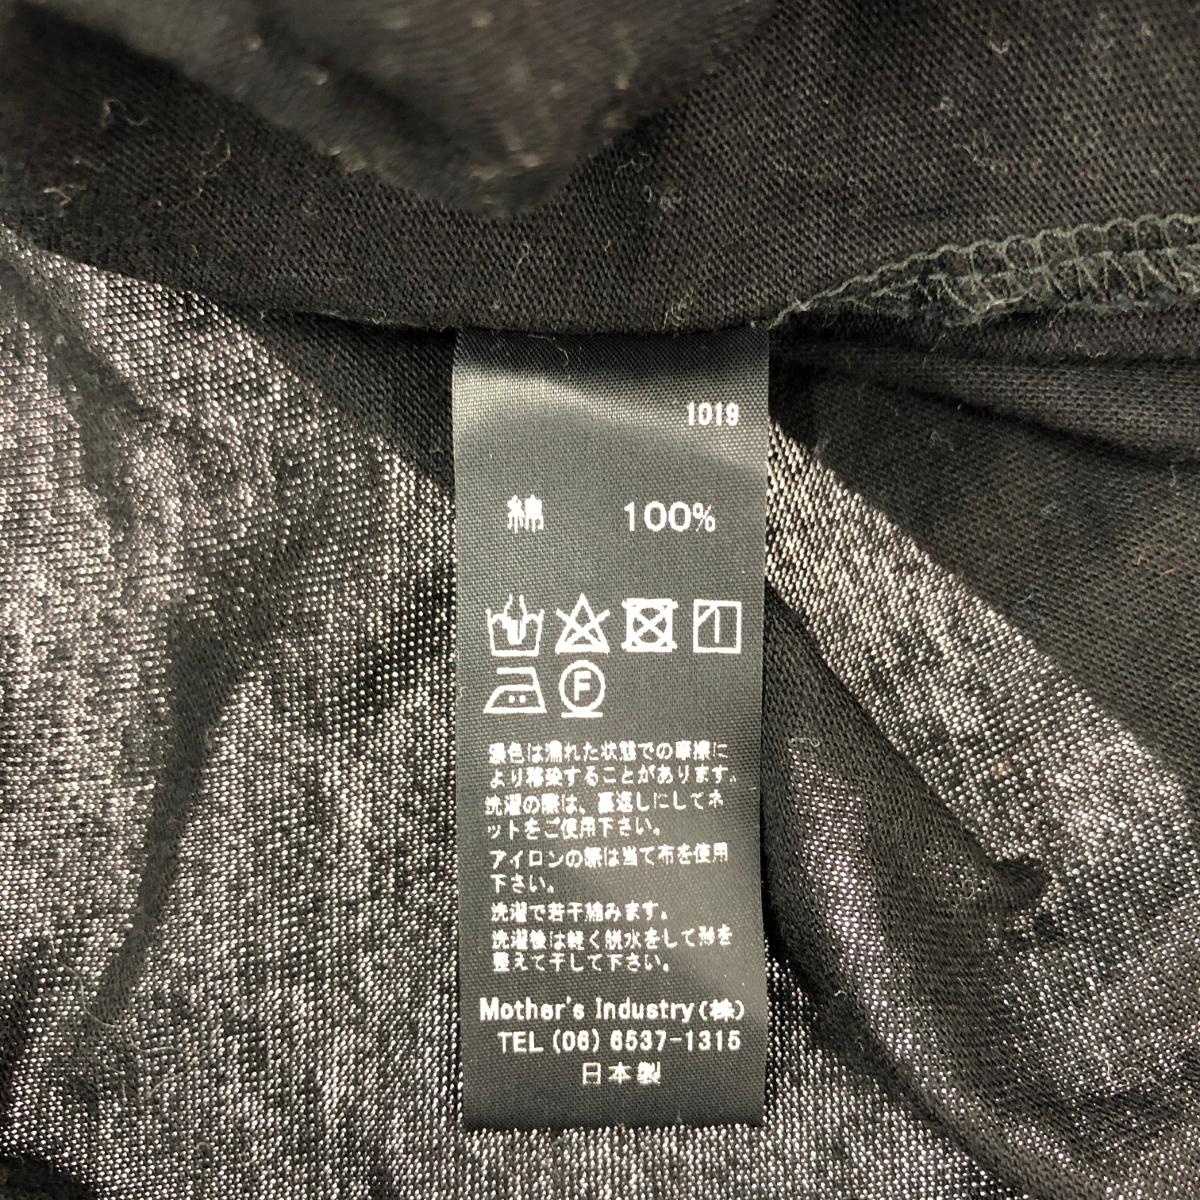 1019
綿 100%
F
濃色は濡れた状態での摩擦に
より移染することがあります。
洗濯の際は、裏返しにしてネ
ットをご使用下さい。
アイロンの際は当て布を使用
下さい。
洗濯で若干縮みます。
洗濯後は軽く脱水をして形を
整えて干して下さい。
Mother's Industry(株)
TEL(06)6537-1315
日本製